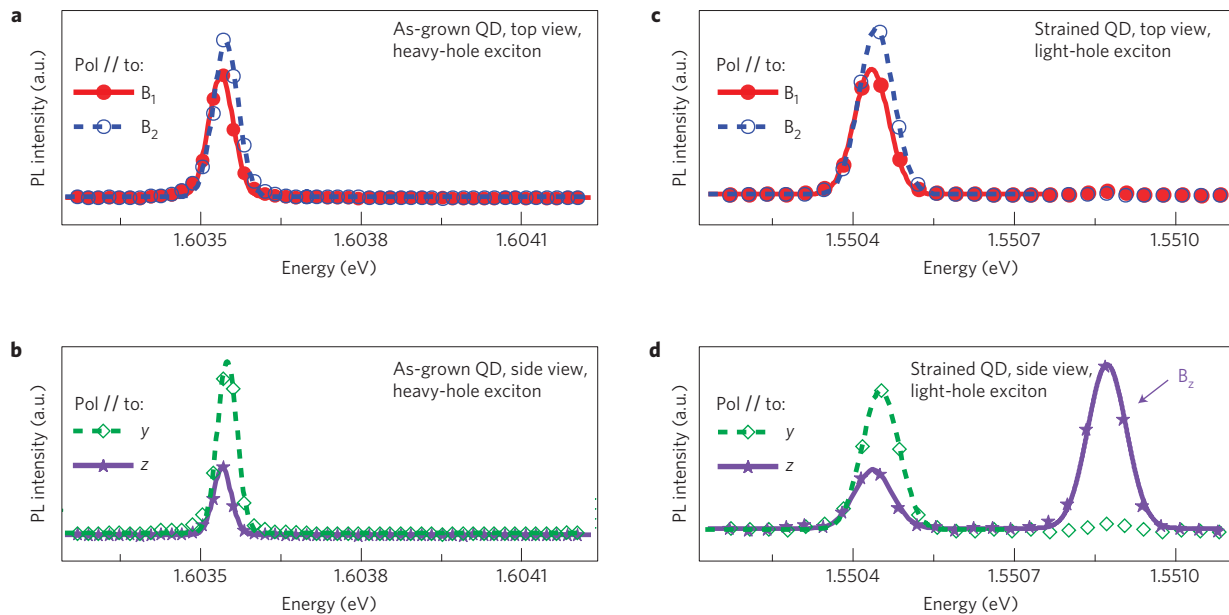 a
As-grown QD, top view,
heavy-hole exciton
Pol // to:
B1
B2
PL intensity (a.u.)
1.6035
1.6038
1.6041
Energy (eV)
c
Strained QD, top view,
light-hole exciton
Pol // to:
B1
B2
PL intensity (a.u.)
1.5504
1.5507
1.5510
Energy (eV)
b
As-grown QD, side view,
heavy-hole exciton
Pol // to:
y
z
PL intensity (a.u.)
1.6035
1.6038
1.6041
Energy (eV)
d
Strained QD, side view,
light-hole exciton
Bz
Pol // to:
y
z
PL intensity (a.u.)
1.5504
1.5507
1.5510
Energy (eV)